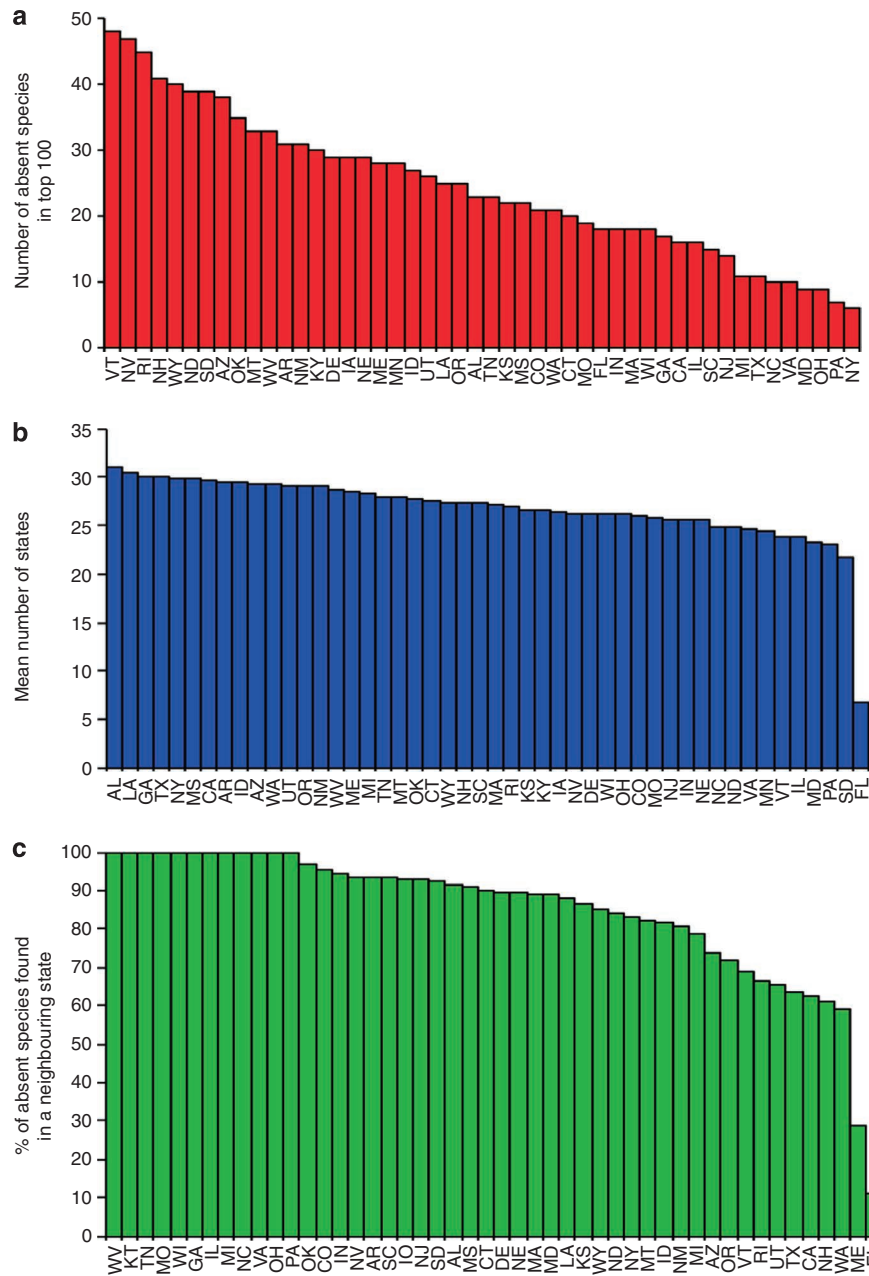 a
Number of absent species
in top 100
50
40
30
20
10
0
VT NV RI NH WY ND SD AZ OK MT WV AR NM KY DE IA NE ME MN ID UT LA OR AL TN KS MS CO WA CT MO FL IN MA WI GA CA IL SC NJ MI TX NC VA MD OH PA NY
b
Mean number of states
35
30
25
20
15
10
5
0
AL LA GA TX NY MS CA AR ID AZ WA UT OR NM WV ME MI TN MT OK CT WY NH SC MA RI KS KY IA NV DE WI OH CO MO NJ IN NE NC ND VA MN VT IL MD PA SD FL
c
% of absent species found
in a neighbouring state
100
90
80
70
60
50
40
30
20
10
0
WV KT TN MO WI GA IL MI NC VA OH PA OK CO IN NV AR SC IO NJ SD AL MS CT DE NE MA MD LA KS WY ND NY MT ID NM MI AZ OR VT RI UT TX CA NH WA ME